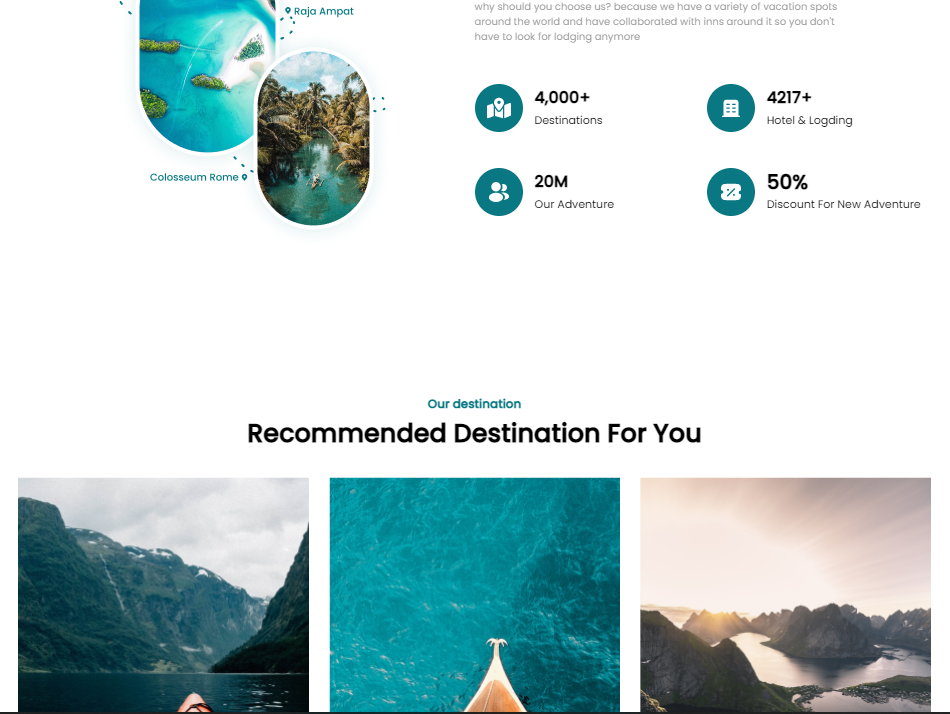 Raja Ampat
Colosseum Rome
why should you choose us? because we have a variety of vacation spots
around the world and have collaborated with inns around it so you don't
have to look for lodging anymore
4,000+
Destinations
4217+
Hotel & Logding
20M
Our Adventure
50%
Discount For New Adventure
Our destination
Recommended Destination For You